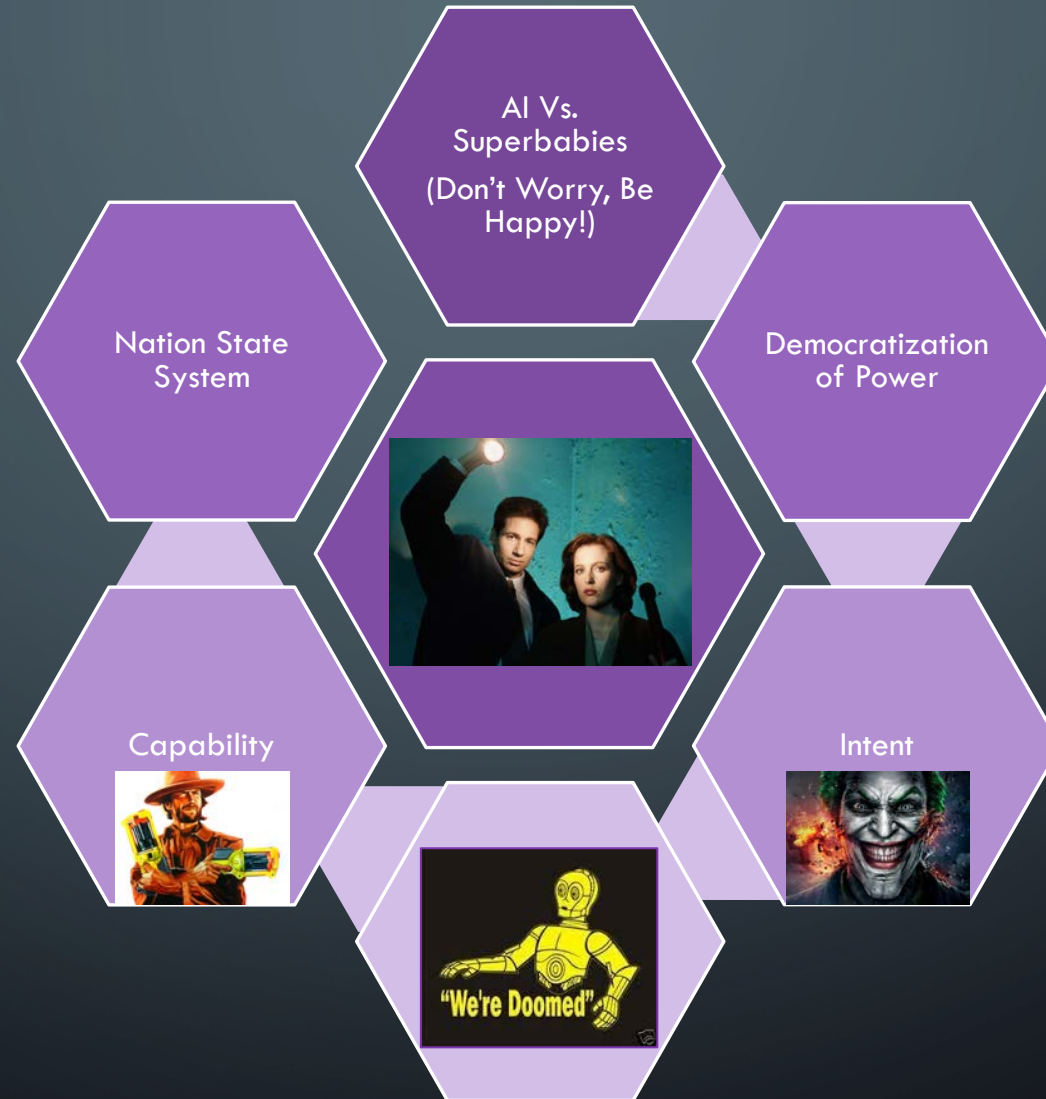 AI Vs.
Superbabies
(Don't Worry, Be
Happy!)
Nation State
System
Democratization
of Power
Capability
Intent
“We're Doomed”